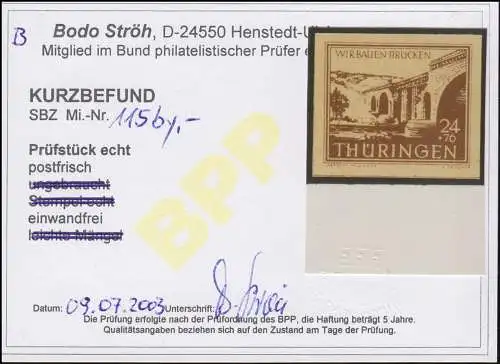 B
Bodo Ströh, D-24550 Henstedt-Ul
Mitglied im Bund philatelistischer Prüfer e
KURZBEFUND
SBZ Mi.-Nr. 115by,-
Prüfstück echt
postfrisch
ungebraucht
Stempel echt
einwandfrei
leichte Mängel
BPP
WIR BAUEN BRÜCKEN
24
+76
THÜRINGEN
Datum: 09.07.2003 Unterschrift:
Die Prüfung erfolgte nach der Prüfordnung des BPP, die Haftung beträgt 5 Jahre.
Qualitätsangaben beziehen sich auf den Zustand am Tage der Prüfung.